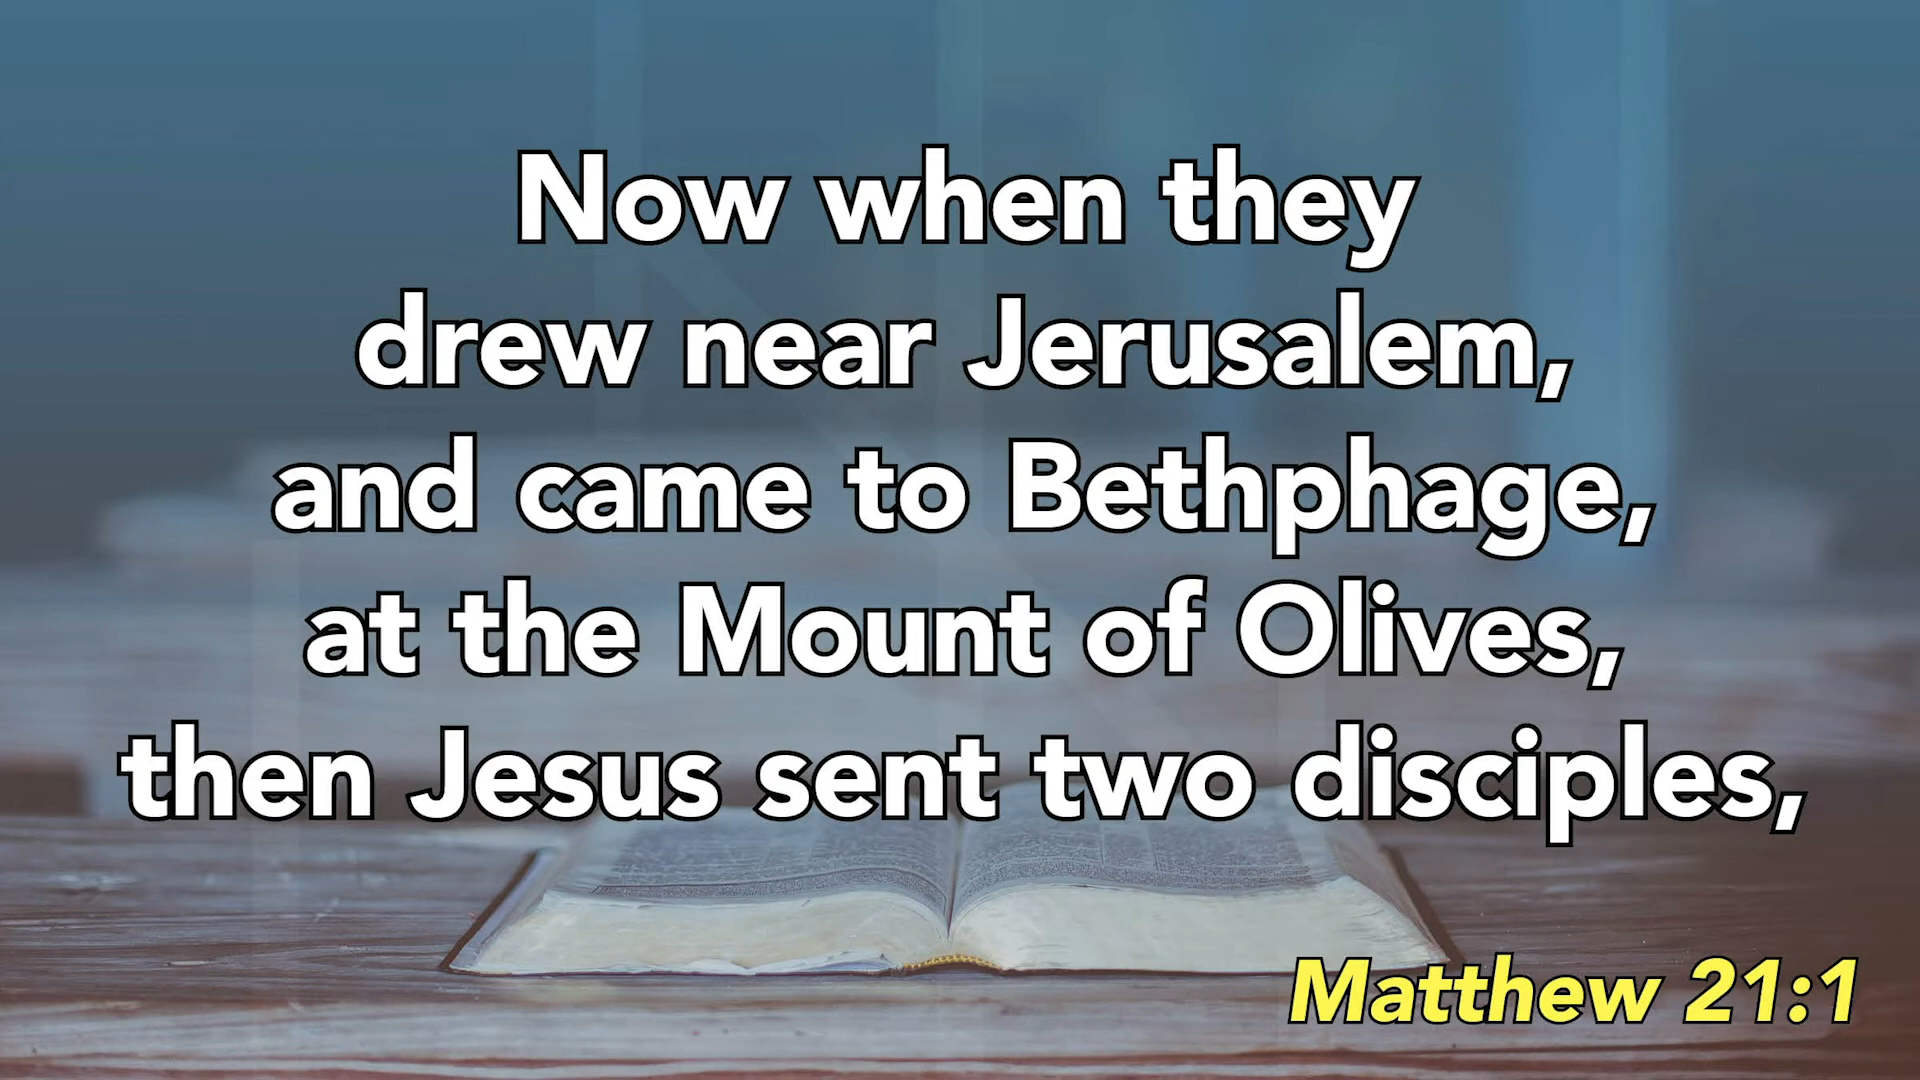 Now when they
drew near Jerusalem,
and came to Bethphage,
at the Mount of Olives,
then Jesus sent two disciples,
Matthew 21:1